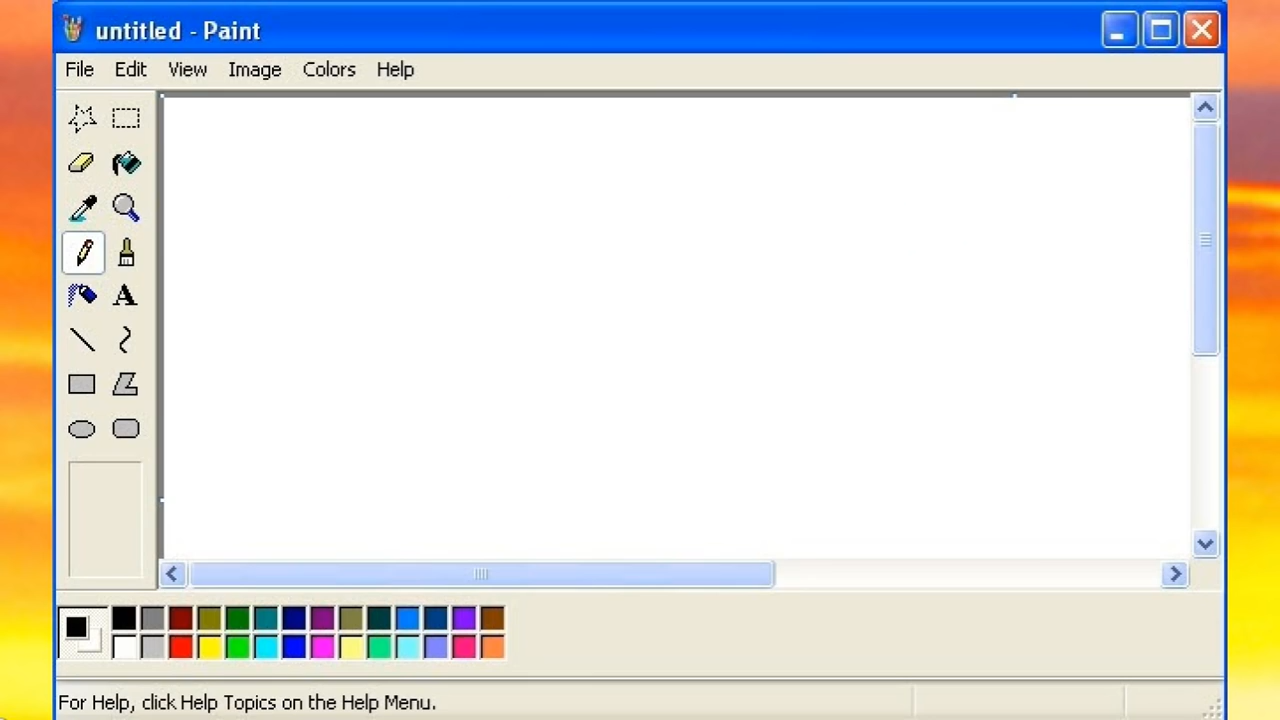 untitled - Paint
File Edit View Image Colors Help
A
For Help, click Help Topics on the Help Menu.